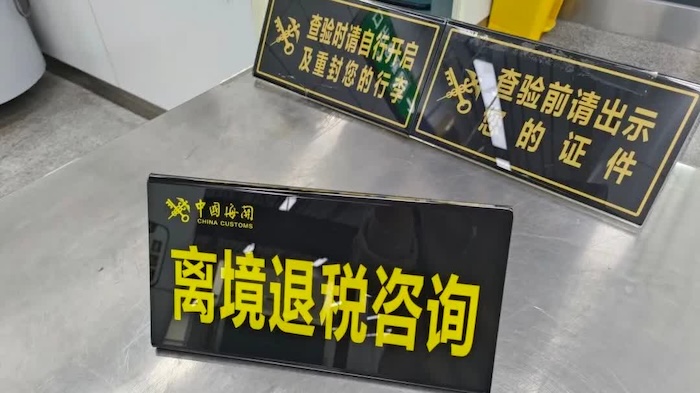 查验时请自行开启
及重封您的行李
查验前请出示
您的证件
中国海关
CHINA CUSTOMS
离境退税咨询